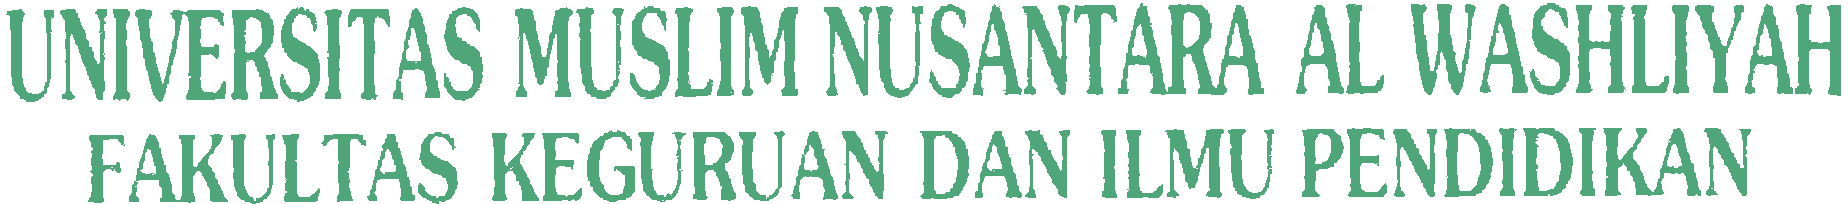 UNIVERSITAS MUSLIM NUSANTARA AL WASHLIYAH
FAKULTAS KEGURUAN DAN ILMU PENDIDIKAN